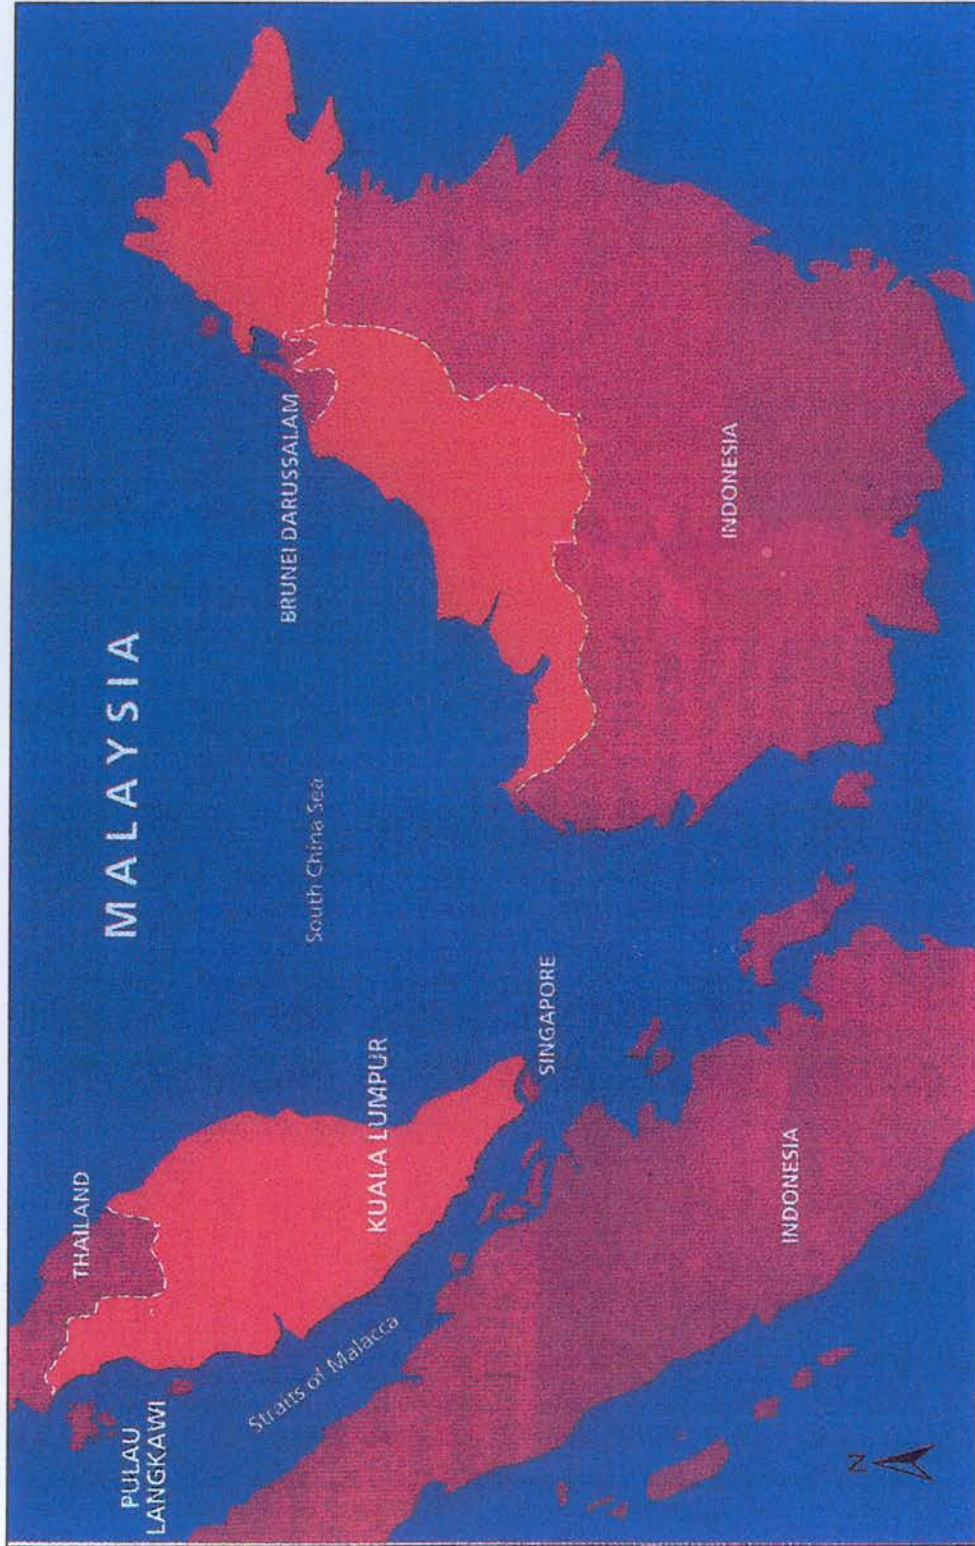 MALAYSIA
THAILAND
PULAU
LANGKAWI
BRUNEI DARUSSALAM
South China Sea
KUALA LUMPUR
Straits of Malacca
SINGAPORE
INDONESIA
INDONESIA
N